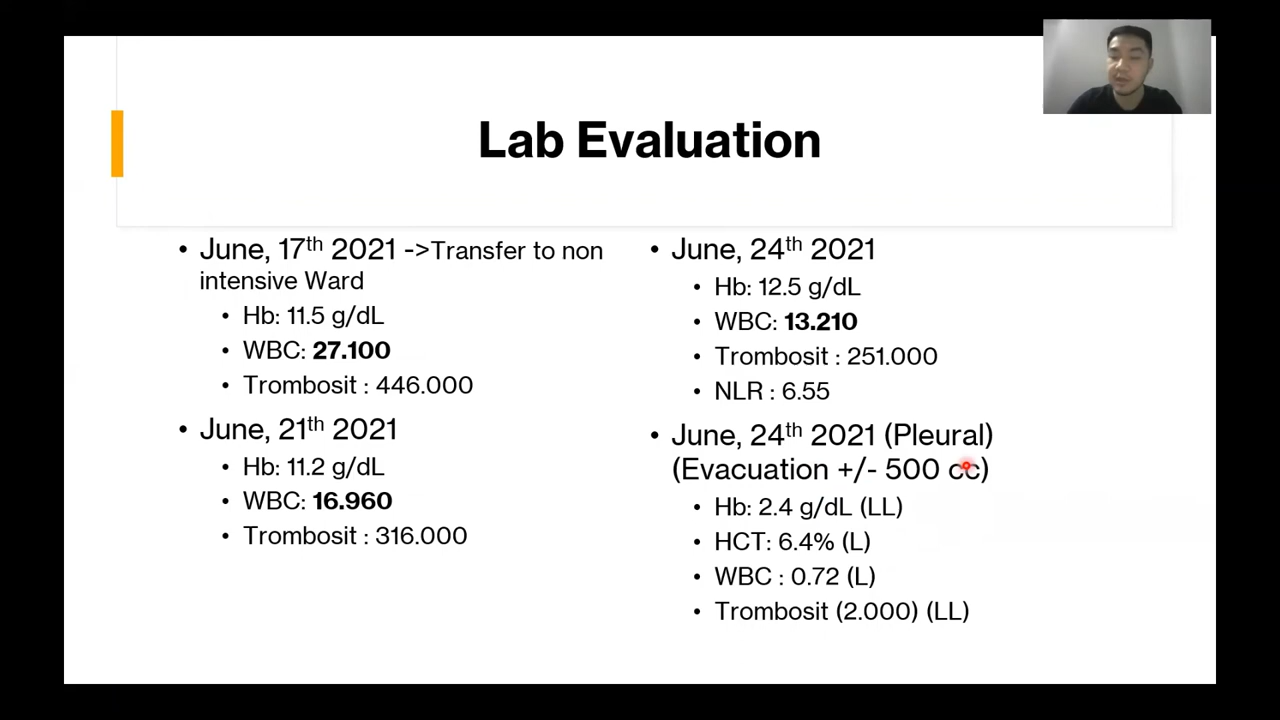 Lab Evaluation
• June, 17th 2021 ->Transfer to non
intensive Ward
• Hb: 11.5 g/dL
• WBC: 27.100
• Trombosit : 446.000
• June, 21th 2021
• Hb: 11.2 g/dL
• WBC: 16.960
• Trombosit : 316.000
• June, 24th 2021
• Hb: 12.5 g/dL
• WBC: 13.210
• Trombosit : 251.000
• NLR : 6.55
• June, 24th 2021 (Pleural)
(Evacuation +/- 500 cc)
• Hb: 2.4 g/dL (LL)
• HCT: 6.4% (L)
• WBC : 0.72 (L)
• Trombosit (2.000) (LL)